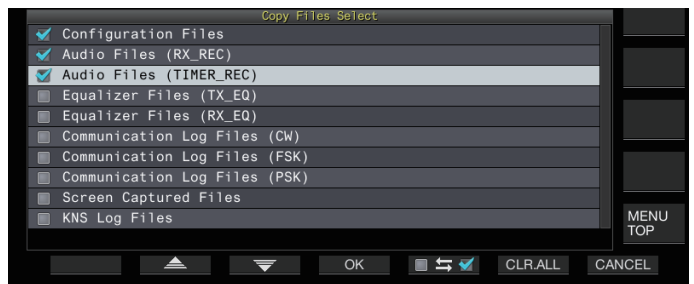 Copy Files Select
Configuration Files
Audio Files (RX_REC)
Audio Files (TIMER_REC)
Equalizer Files (TX_EQ)
Equalizer Files (RX_EQ)
Communication Log Files (CW)
Communication Log Files (FSK)
Communication Log Files (PSK)
Screen Captured Files
KNS Log Files
MENU
TOP
OK CLR.ALL CANCEL